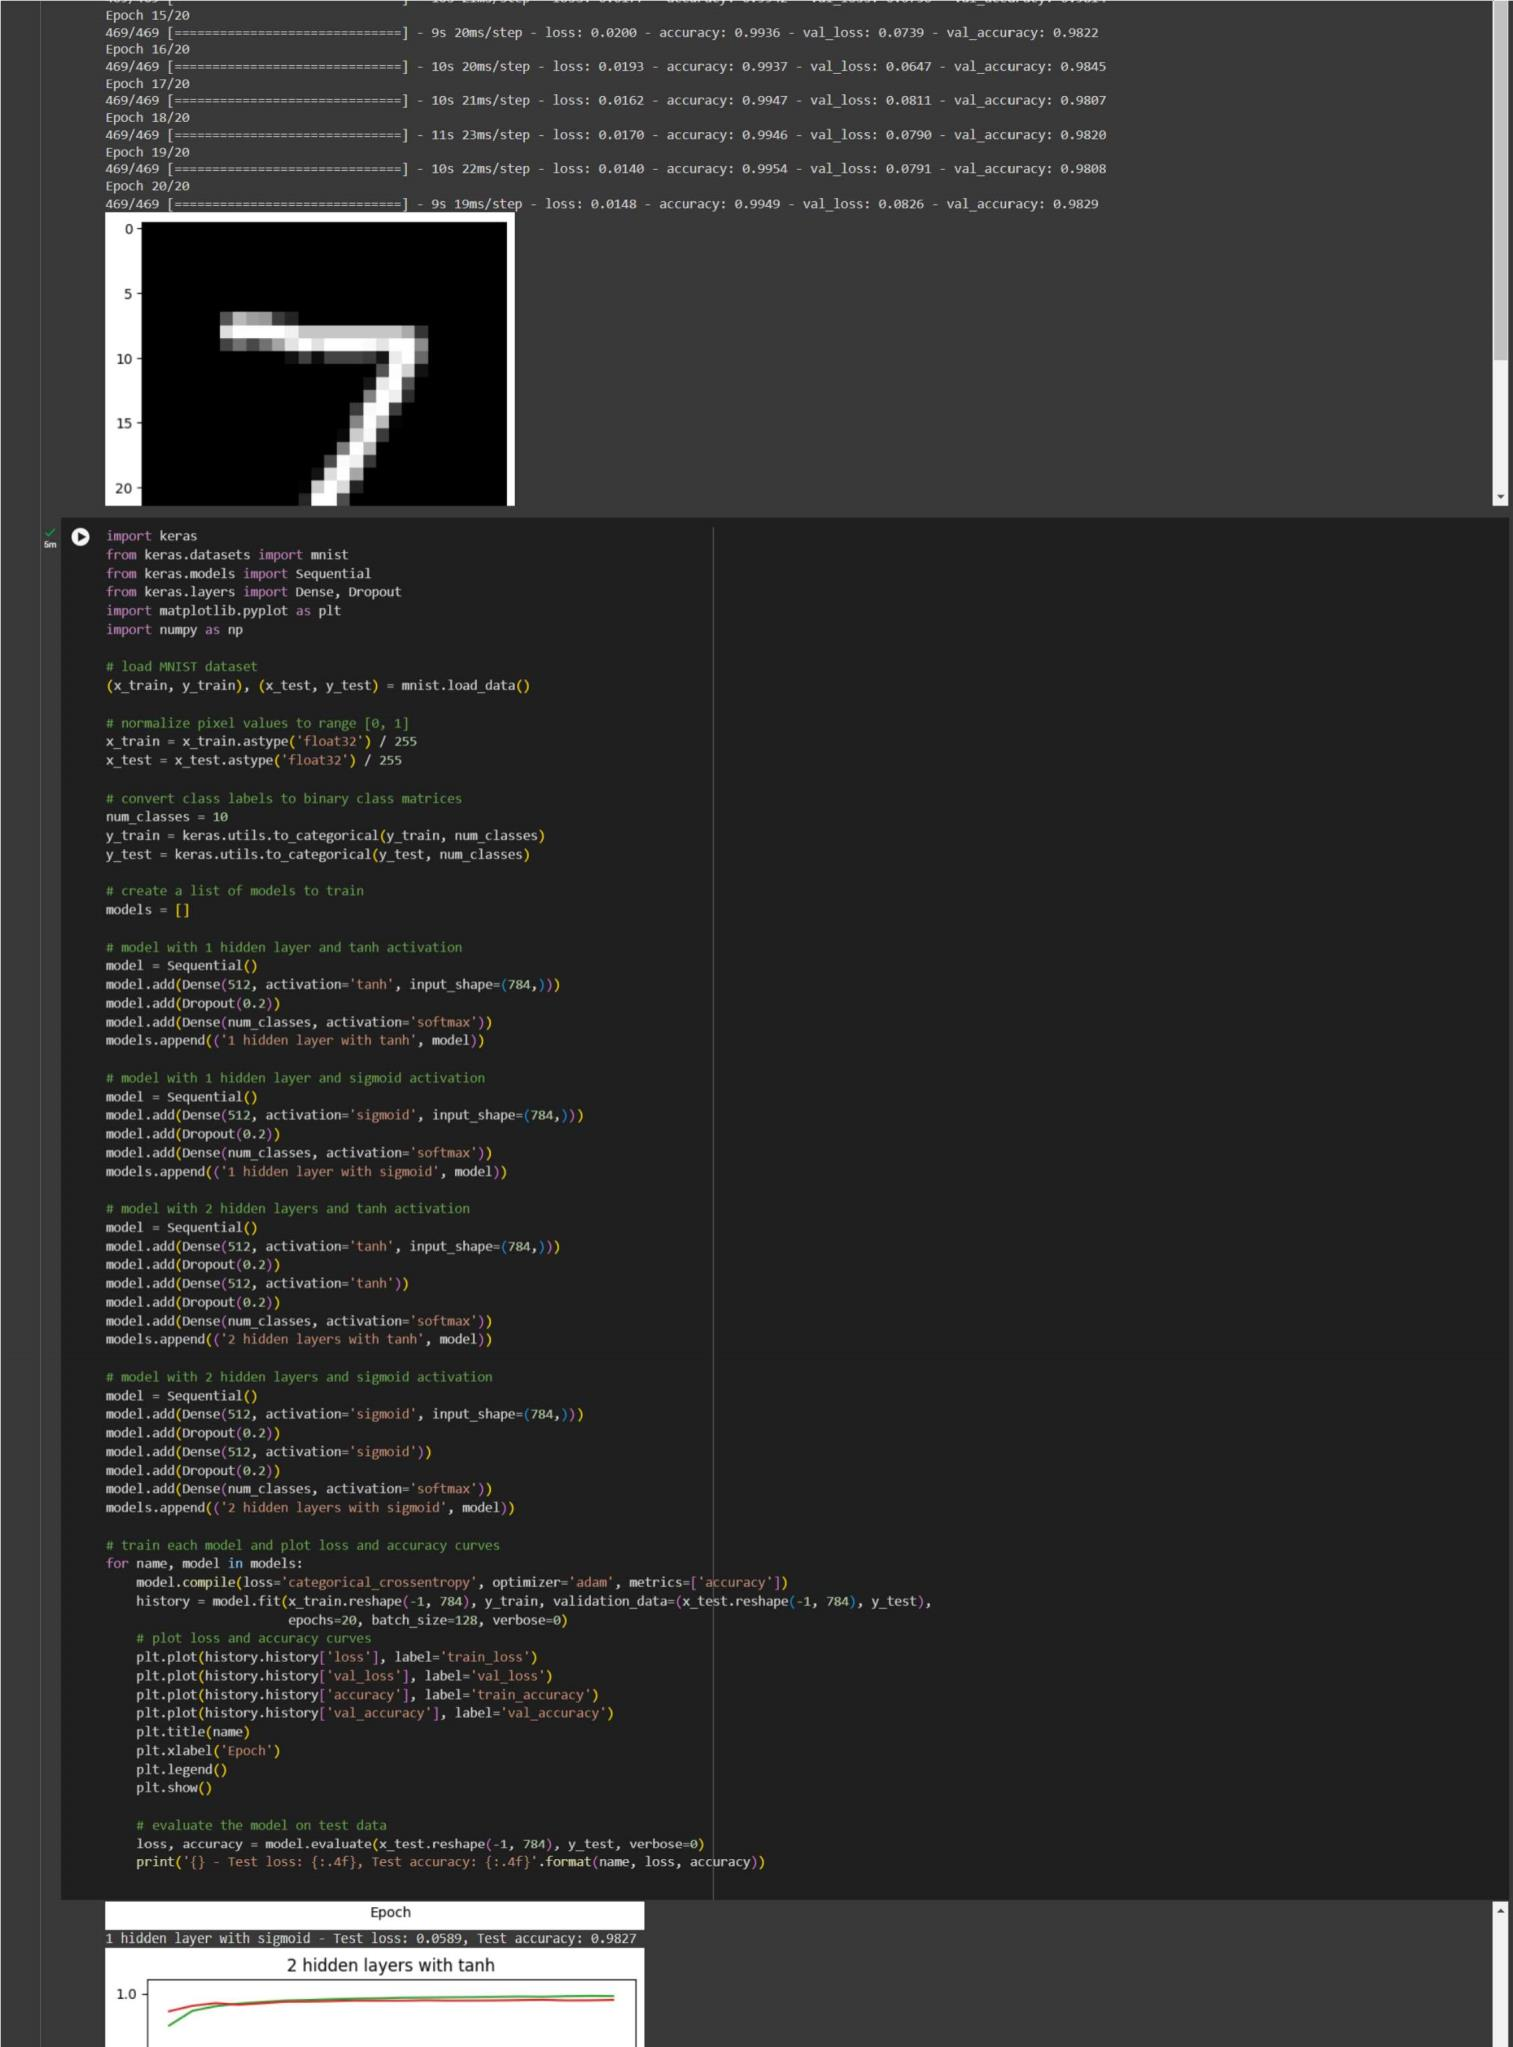 Epoch 15/20
469/469 [==============================] - 9s 20ms/step - loss: 0.0200 - accuracy: 0.9936 - val_loss: 0.0739 - val_accuracy: 0.9822
Epoch 16/20
469/469 [==============================] - 10s 20ms/step - loss: 0.0193 - accuracy: 0.9937 - val_loss: 0.0647 - val_accuracy: 0.9845
Epoch 17/20
469/469 [==============================] - 10s 21ms/step - loss: 0.0162 - accuracy: 0.9947 - val_loss: 0.0811 - val_accuracy: 0.9807
Epoch 18/20
469/469 [==============================] - 11s 23ms/step - loss: 0.0170 - accuracy: 0.9946 - val_loss: 0.0790 - val_accuracy: 0.9820
Epoch 19/20
469/469 [==============================] - 10s 22ms/step - loss: 0.0140 - accuracy: 0.9954 - val_loss: 0.0791 - val_accuracy: 0.9808
Epoch 20/20
469/469 [==============================] - 9s 19ms/step - loss: 0.0148 - accuracy: 0.9949 - val_loss: 0.0826 - val_accuracy: 0.9829
0
5
10
15
20
5m
import keras
from keras.datasets import mnist
from keras.models import Sequential
from keras.layers import Dense, Dropout
import matplotlib.pyplot as plt
import numpy as np
# load MNIST dataset
(x_train, y_train), (x_test, y_test) = mnist.load_data()
# normalize pixel values to range [0, 1]
x_train = x_train.astype('float32') / 255
x_test = x_test.astype('float32') / 255
# convert class labels to binary class matrices
num_classes = 10
y_train = keras.utils.to_categorical(y_train, num_classes)
y_test = keras.utils.to_categorical(y_test, num_classes)
# create a list of models to train
models = []
# model with 1 hidden layer and tanh activation
model = Sequential()
model.add(Dense(512, activation='tanh', input_shape=(784,)))
model.add(Dropout(0.2))
model.add(Dense(num_classes, activation='softmax'))
models.append(('1 hidden layer with tanh', model))
# model with 1 hidden layer and sigmoid activation
model = Sequential()
model.add(Dense(512, activation='sigmoid', input_shape=(784,)))
model.add(Dropout(0.2))
model.add(Dense(num_classes, activation='softmax'))
models.append(('1 hidden layer with sigmoid', model))
# model with 2 hidden layers and tanh activation
model = Sequential()
model.add(Dense(512, activation='tanh', input_shape=(784,)))
model.add(Dropout(0.2))
model.add(Dense(512, activation='tanh'))
model.add(Dropout(0.2))
model.add(Dense(num_classes, activation='softmax'))
models.append(('2 hidden layers with tanh', model))
# model with 2 hidden layers and sigmoid activation
model = Sequential()
model.add(Dense(512, activation='sigmoid', input_shape=(784,)))
model.add(Dropout(0.2))
model.add(Dense(512, activation='sigmoid'))
model.add(Dropout(0.2))
model.add(Dense(num_classes, activation='softmax'))
models.append(('2 hidden layers with sigmoid', model))
# train each model and plot loss and accuracy curves
for name, model in models:
    model.compile(loss='categorical_crossentropy', optimizer='adam', metrics=['accuracy'])
    history = model.fit(x_train.reshape(-1, 784), y_train, validation_data=(x_test.reshape(-1, 784), y_test),
                        epochs=20, batch_size=128, verbose=0)
    # plot loss and accuracy curves
    plt.plot(history.history['loss'], label='train_loss')
    plt.plot(history.history['val_loss'], label='val_loss')
    plt.plot(history.history['accuracy'], label='train_accuracy')
    plt.plot(history.history['val_accuracy'], label='val_accuracy')
    plt.title(name)
    plt.xlabel('Epoch')
    plt.legend()
    plt.show()
    # evaluate the model on test data
    loss, accuracy = model.evaluate(x_test.reshape(-1, 784), y_test, verbose=0)
    print('{} - Test loss: {:.4f}, Test accuracy: {:.4f}'.format(name, loss, accuracy))
Epoch
1 hidden layer with sigmoid - Test loss: 0.0589, Test accuracy: 0.9827
2 hidden layers with tanh
1.0